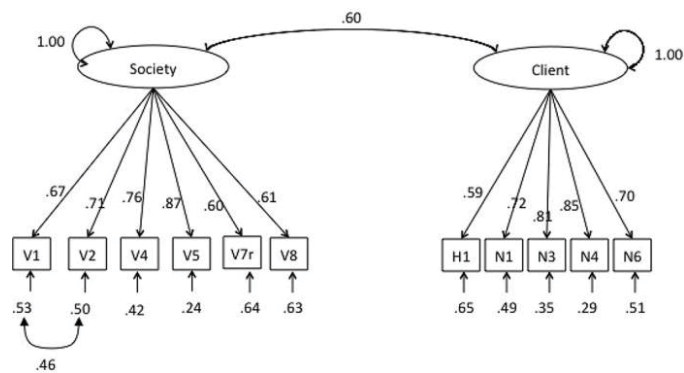 .60
1.00
1.00
Society
Client
.67
.71
.76
.87
.60
.61
.59
.72
.81
.85
.70
V1
V2
V4
V5
V7r
V8
H1
N1
N3
N4
N6
.53
.50
.42
.24
.64
.63
.65
.49
.35
.29
.51
.46